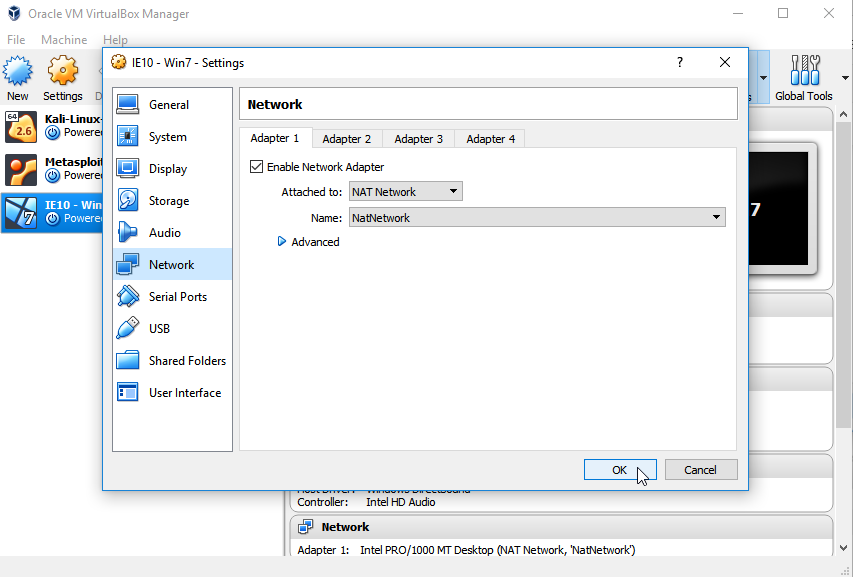 Oracle VM VirtualBox Manager
File Machine Help
New Settings D s Global Tools
64 2.6 Kali-Linux-
Powered
Metasploit
Powere
7 IE10 - Win
Powered
7
IE10 - Win7 - Settings ?
General
System
Display
Storage
Audio
Network
Serial Ports
USB
Shared Folders
User Interface
Network
Adapter 1 Adapter 2 Adapter 3 Adapter 4
Enable Network Adapter
Attached to: NAT Network
Name: NatNetwork
Advanced
OK Cancel
Host Driver: Windows DirectSound
Controller: Intel HD Audio
Network
Adapter 1: Intel PRO/1000 MT Desktop (NAT Network, 'NatNetwork')